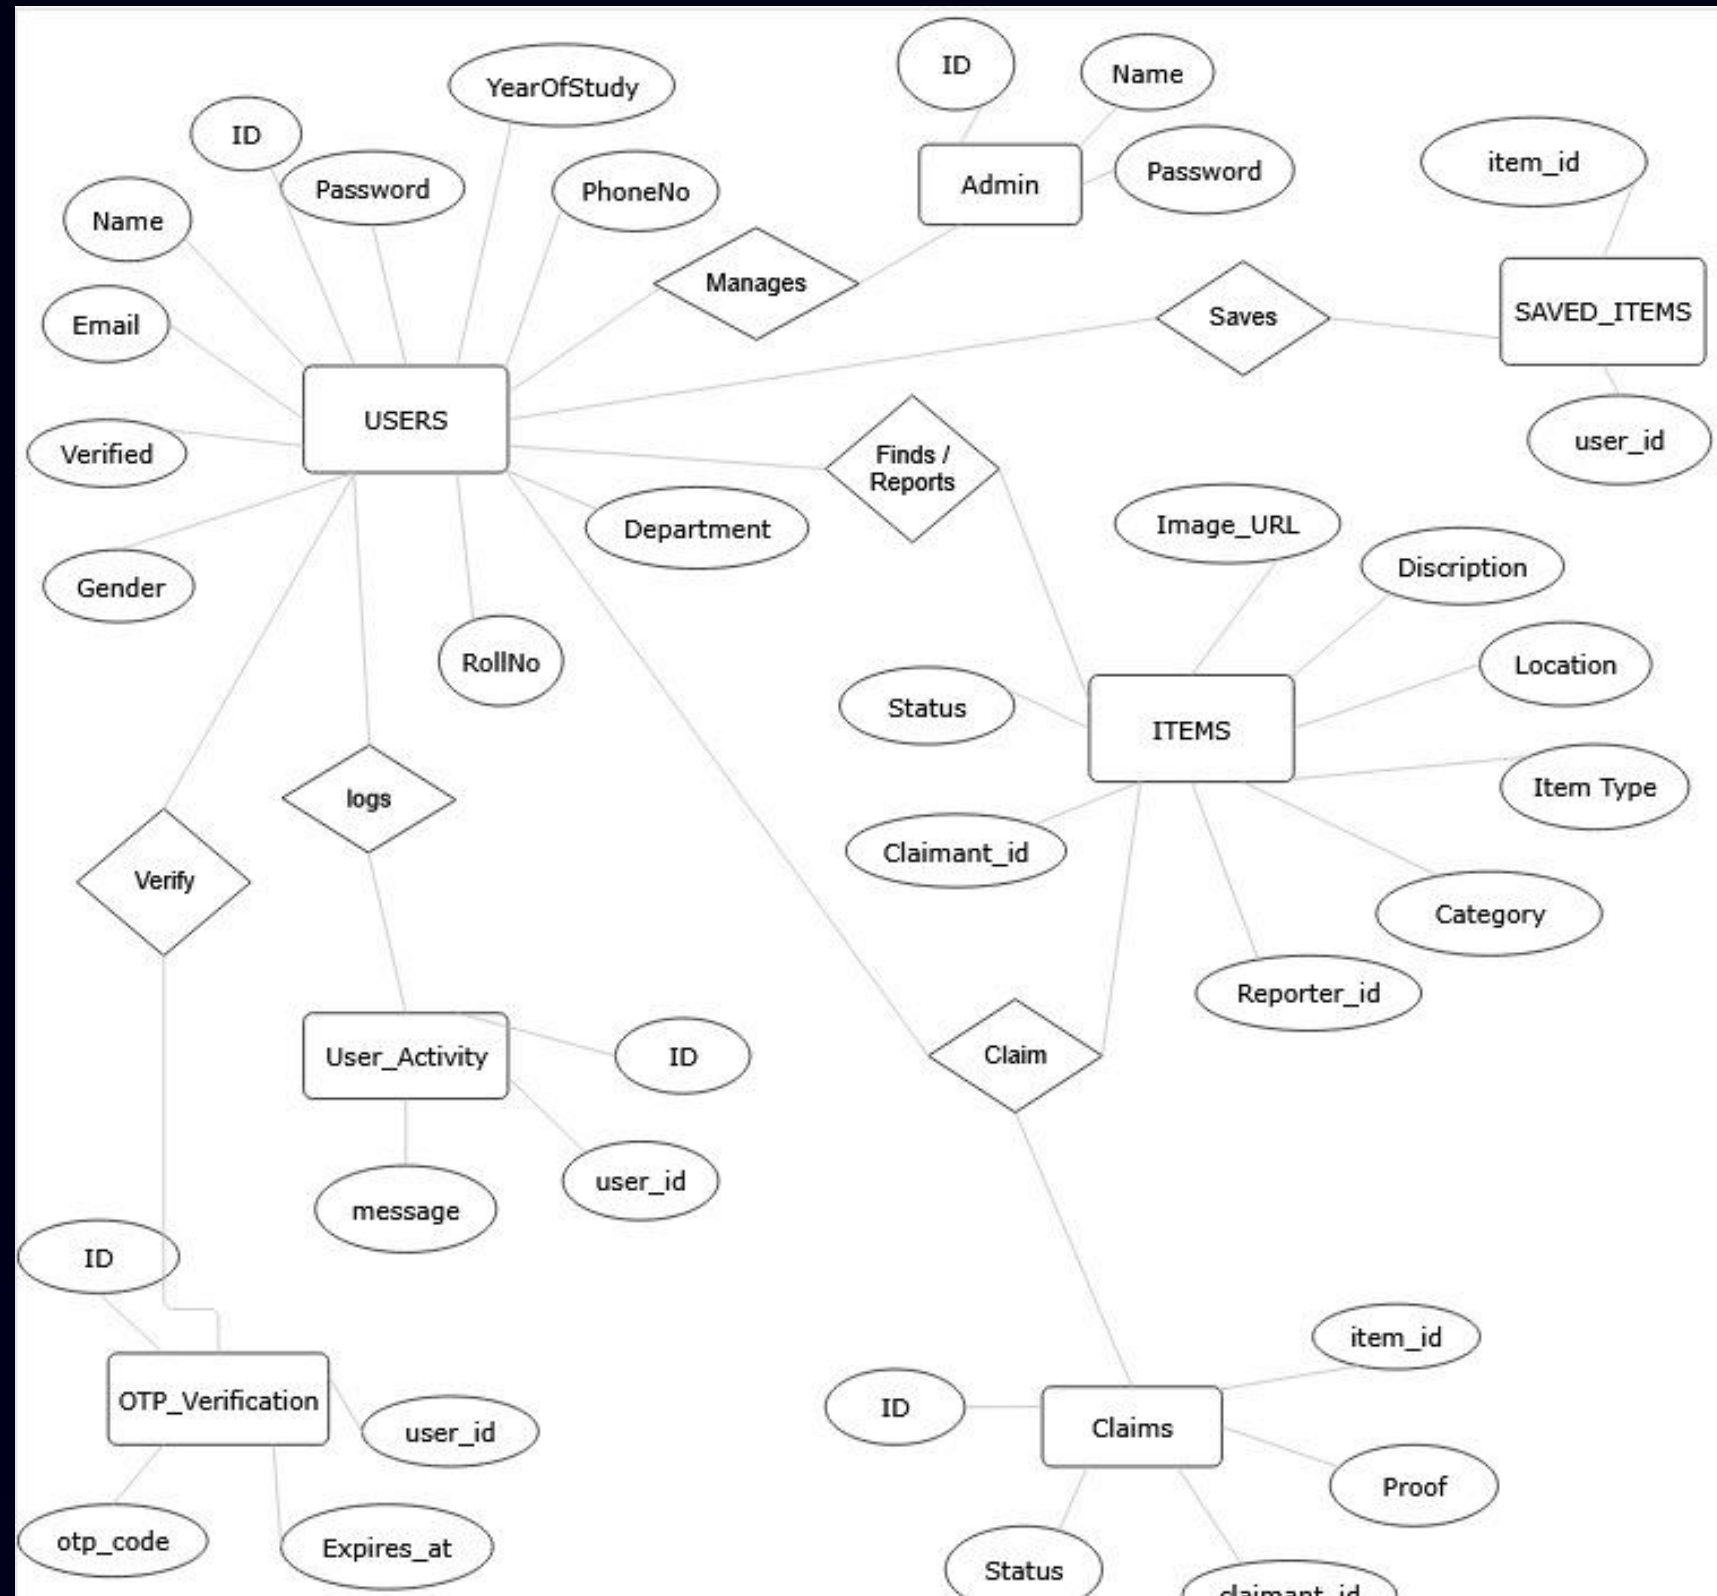 ID
Name
YearOfStudy
ID
item_id
Password
Password
PhoneNo
Admin
Name
Manages
SAVED_ITEMS
Saves
Email
USERS
user_id
Verified
Finds /
Reports
Department
Image_URL
Discription
Gender
RollNo
Location
Status
ITEMS
Item Type
logs
Claimant_id
Verify
Category
Reporter_id
User_Activity
ID
Claim
user_id
message
ID
item_id
OTP_Verification
ID
Claims
user_id
Proof
otp_code
Expires_at
Status
claimant_id